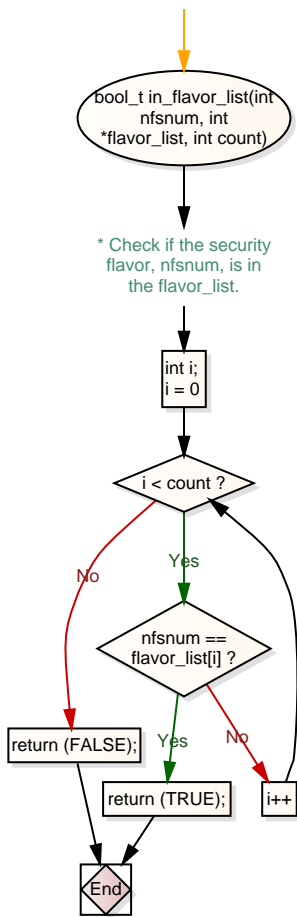 bool_t in_flavor_list(int
nfsnum, int
*flavor_list, int count)
* Check if the security
flavor, nfsnum, is in
the flavor_list.
int i;
i = 0
i < count ?
No
Yes
nfsnum ==
flavor_list[i] ?
Yes
No
return (FALSE);
return (TRUE);
i++
End